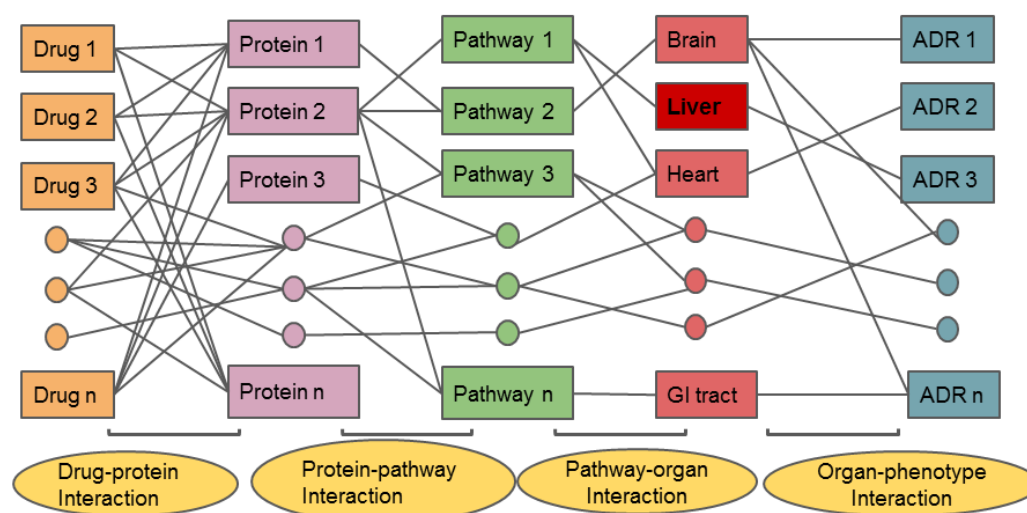 Drug 1
Protein 1
Pathway 1
Brain
ADR 1
Drug 2
Protein 2
Pathway 2
Liver
ADR 2
Drug 3
Protein 3
Pathway 3
Heart
ADR 3
Drug n
Protein n
Pathway n
GI tract
ADR n
Drug-protein
Interaction
Protein-pathway
Interaction
Pathway-organ
Interaction
Organ-phenotype
Interaction